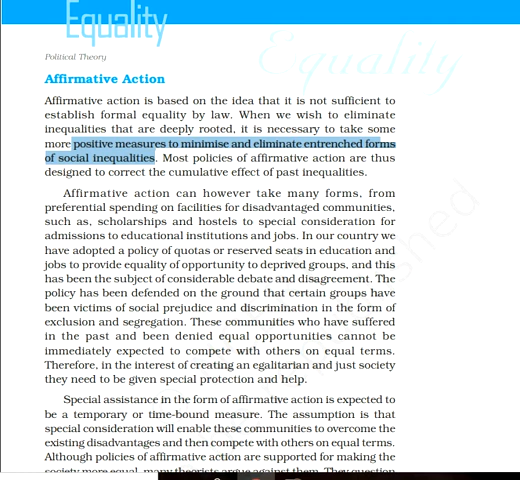 Equality
Equality
Political Theory
Affirmative Action
Affirmative action is based on the idea that it is not sufficient to
establish formal equality by law. When we wish to eliminate
inequalities that are deeply rooted, it is necessary to take some
more positive measures to minimise and eliminate entrenched forms
of social inequalities. Most policies of affirmative action are thus
designed to correct the cumulative effect of past inequalities.
Affirmative action can however take many forms, from
preferential spending on facilities for disadvantaged communities,
such as, scholarships and hostels to special consideration for
admissions to educational institutions and jobs. In our country we
have adopted a policy of quotas or reserved seats in education and
jobs to provide equality of opportunity to deprived groups, and this
has been the subject of considerable debate and disagreement. The
policy has been defended on the ground that certain groups have
been victims of social prejudice and discrimination in the form of
exclusion and segregation. These communities who have suffered
in the past and been denied equal opportunities cannot be
immediately expected to compete with others on equal terms.
Therefore, in the interest of creating an egalitarian and just society
they need to be given special protection and help.
Special assistance in the form of affirmative action is expected to
be a temporary or time-bound measure. The assumption is that
special consideration will enable these communities to overcome the
existing disadvantages and then compete with others on equal terms.
Although policies of affirmative action are supported for making the
society more equal, many theorists argue against them. They question